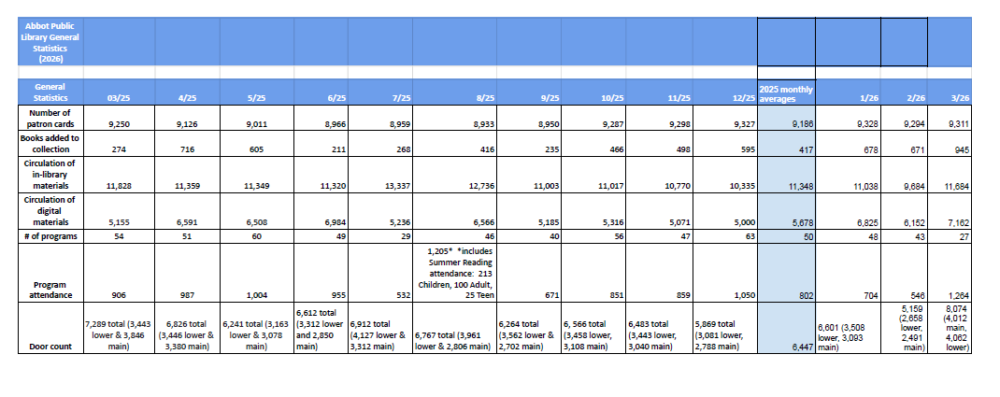 Abbot Public Library General Statistics (2026)
General Statistics 03/25 4/25 5/25 6/25 7/25 8/25 9/25 10/25 11/25 12/25 2025 monthly averages 1/26 2/26 3/26
Number of patron cards 9,250 9,126 9,011 8,966 8,959 8,933 8,950 9,287 9,298 9,327 9,186 9,328 9,294 9,311
Books added to collection 274 716 605 211 268 416 235 466 498 595 417 678 671 945
Circulation of in-library materials 11,828 11,359 11,349 11,320 13,337 12,736 11,003 11,017 10,770 10,335 11,348 11,038 9,684 11,684
Circulation of digital materials 5,155 6,591 6,508 6,984 5,236 6,566 5,185 5,316 5,071 5,000 5,678 6,825 6,152 7,162
# of programs 54 51 60 49 29 46 40 56 47 63 50 48 43 27
Program attendance 906 987 1,004 955 532 1,205* *includes Summer Reading attendance: 213 Children, 100 Adult, 25 Teen 671 851 859 1,050 802 704 546 1,264
Door count 7,289 total (3,443 lower & 3,846 main) 6,826 total (3,446 lower & 3,380 main) 6,241 total (3,163 lower & 3,078 main) 6,612 total (3,312 lower and 2,850 main) 6,912 total (4,127 lower & 3,312 main) 6,767 total (3,961 lower & 2,806 main) 6,264 total (3,562 lower & 2,702 main) 6, 566 total (3,458 lower, 3,108 main) 6,483 total (3,443 lower, 3,040 main) 5,869 total (3,081 lower, 2,788 main) 6,447 6,601 (3,508 lower, 3,093 main) 5,159 (2,658 lower, 2,491 main) 8,074 (4,012 main, 4,062 lower)